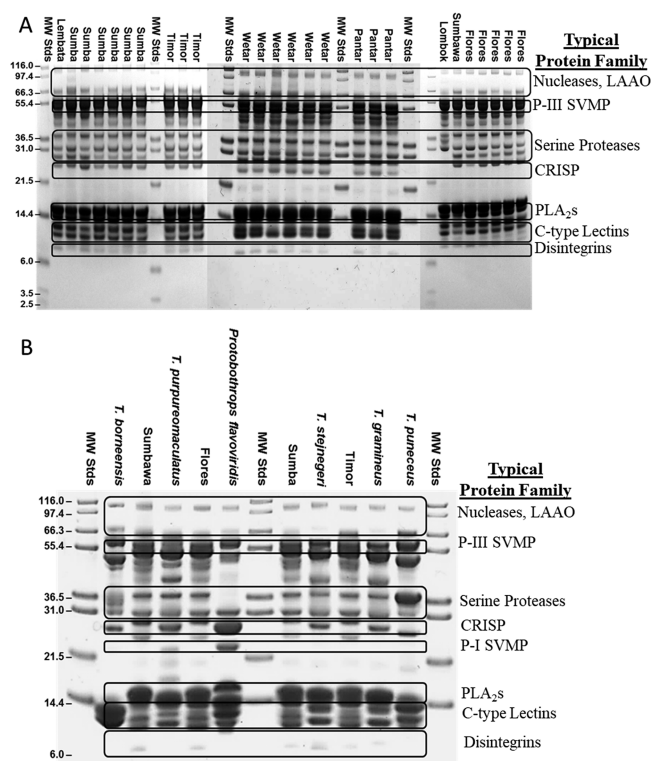 A
MW Stds
Lembata
Sumba
Sumba
Sumba
Sumba
Sumba
Sumba
MW Stds
Timor
Timor
Timor
MW Stds
Wetar
Wetar
Wetar
Wetar
Wetar
Wetar
MW Stds
Pantar
Pantar
Pantar
MW Stds
MW Stds
Lombok
Sumbawa
Flores
Flores
Flores
Flores
Flores
Typical
Protein Family
116.0
97.4
66.3
55.4
36.5
31.0
21.5
14.4
6.0
3.5
2.5
Nucleases, LAAO
P-III SVMP
Serine Proteases
CRISP
PLA₂s
C-type Lectins
Disintegrins
B
MW Stds
T. borneensis
Sumbawa
T. purpureomaculatus
Flores
Protobothrops flavoviridis
MW Stds
Sumba
T. stejnegeri
Timor
T. gramineus
T. puneceus
MW Stds
Typical
Protein Family
116.0
97.4
66.3
55.4
36.5
31.0
21.5
14.4
6.0
Nucleases, LAAO
P-III SVMP
Serine Proteases
CRISP
P-I SVMP
PLA₂s
C-type Lectins
Disintegrins